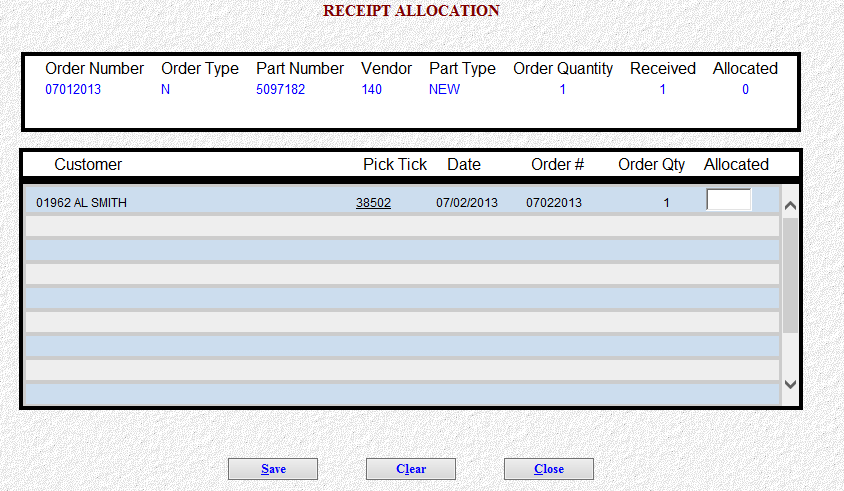 RECEIPT ALLOCATION
Order Number Order Type Part Number Vendor Part Type Order Quantity Received Allocated
07012013 N 5097182 140 NEW 1 1 0
Customer Pick Tick Date Order # Order Qty Allocated
01962 AL SMITH 38502 07/02/2013 07022013 1
Save Clear Close